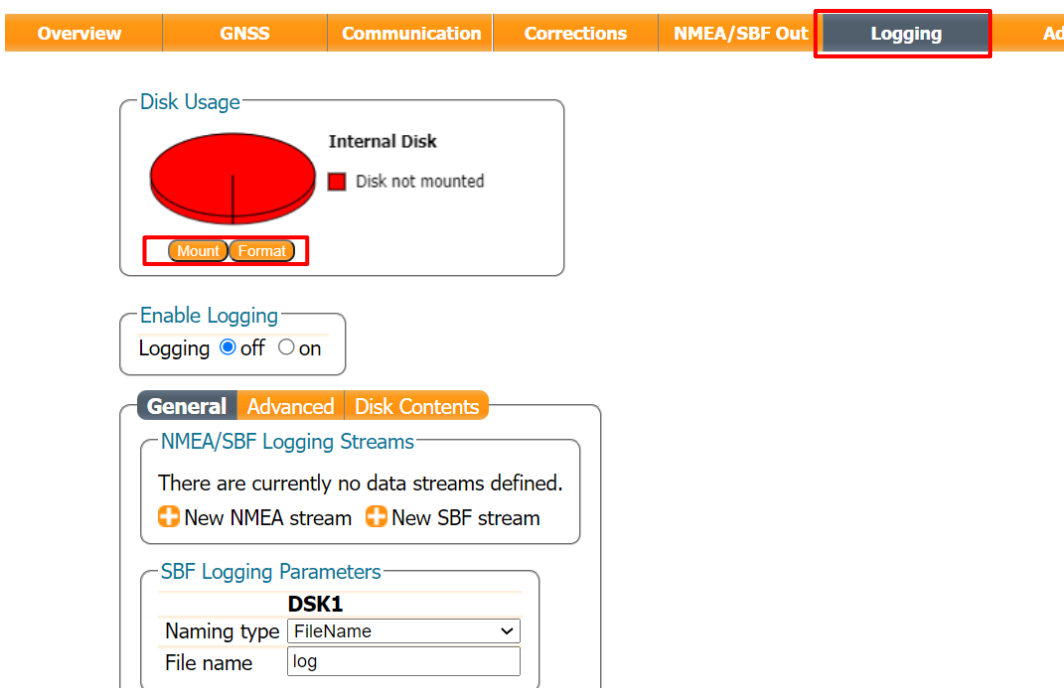 Overview GNSS Communication Corrections NMEA/SBF Out Logging Ad
Disk Usage
Internal Disk
Disk not mounted
Mount Format
Enable Logging
Logging off on
General Advanced Disk Contents
NMEA/SBF Logging Streams
There are currently no data streams defined.
New NMEA stream New SBF stream
SBF Logging Parameters
DSK1
Naming type FileName
File name log